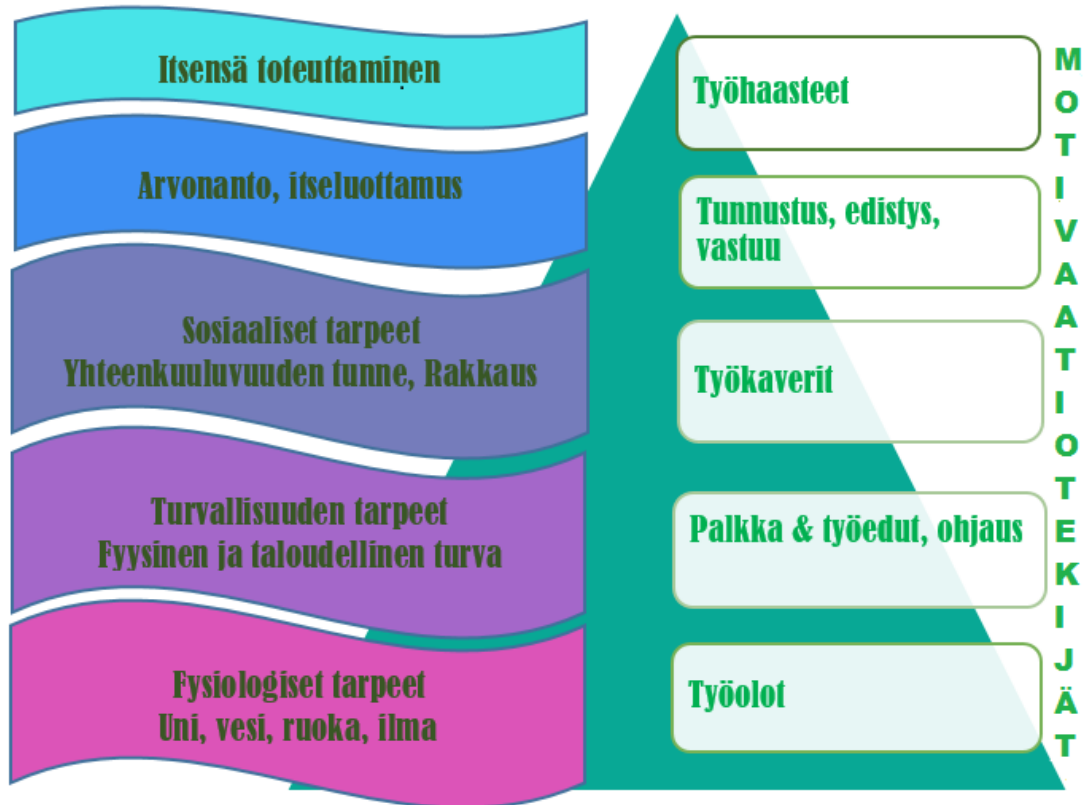 Itsensä toteuttaminen
Arvonanto, itseluottamus
Sosiaaliset tarpeet
Yhteenkuuluvuuden tunne, Rakkaus
Turvallisuuden tarpeet
Fyysinen ja taloudellinen turva
Fysiologiset tarpeet
Uni, vesi, ruoka, ilma
Työhaasteet
Tunnustus, edistys,
vastuu
Työkaverit
Palkka & työedut, ohjaus
Työolot
MOTIVAATIOTEKIJÄT